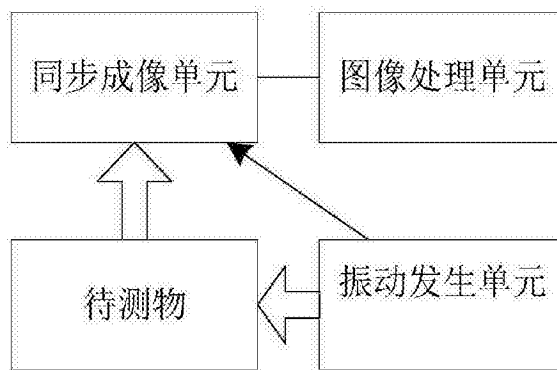 同步成像单元
图像处理单元
待测物
振动发生单元